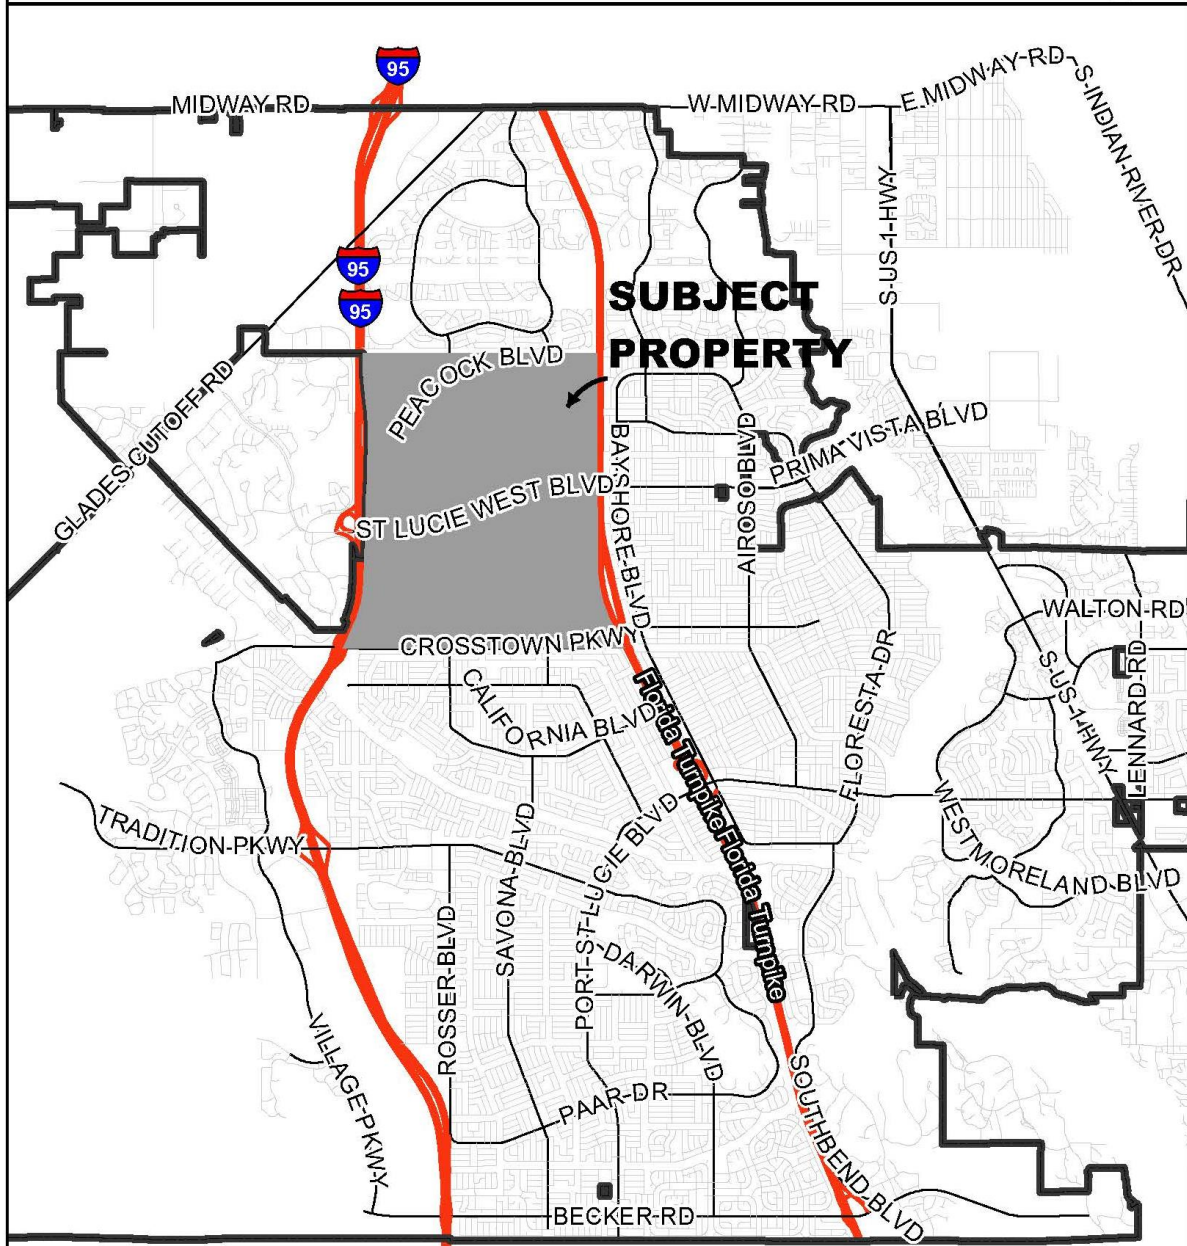 95
MIDWAY RD
W MIDWAY RD
E MIDWAY RD
S INDIAN RIVER DR
S US 1 HWY
95
95
SUBJECT
PROPERTY
PEACOCK BLVD
GLADES CUTOFF RD
ST LUCIE WEST BLVD
BAYSHORE BLVD
AIROSO BLVD
PRIMA VISTA BLVD
WALTON RD
CROSSTOWN PKWY
CALIFORNIA BLVD
Florida Turnpike
Florida Turnpike
FLORESTA DR
S US 1 HWY
LENNARD RD
WESTMORELAND BLVD
TRADITION PKWY
ROSSER BLVD
SAVONA BLVD
PORT ST LUCIE BLVD
DARWIN BLVD
VILLAGE PKWY
PAAR DR
SOUTHBEND BLVD
BECKER RD